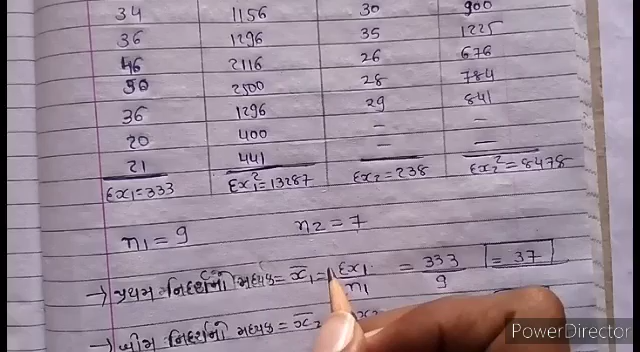 34 1156 30 900
36 1296 35 1225
46 2116 26 676
50 2500 28 784
36 1296 29 841
20 400 - -
21 441 - -
Σx₁=333 Σx₁²=13287 Σx₂=238 Σx₂²=8478
n₁=9 n₂=7
→ પ્રથમ નિદર્શનો મધ્યક= x̄₁= Σx₁/n₁ = 333/9 = 37
નિદર્શનો મધ્યક= x̄₂
PowerDirector